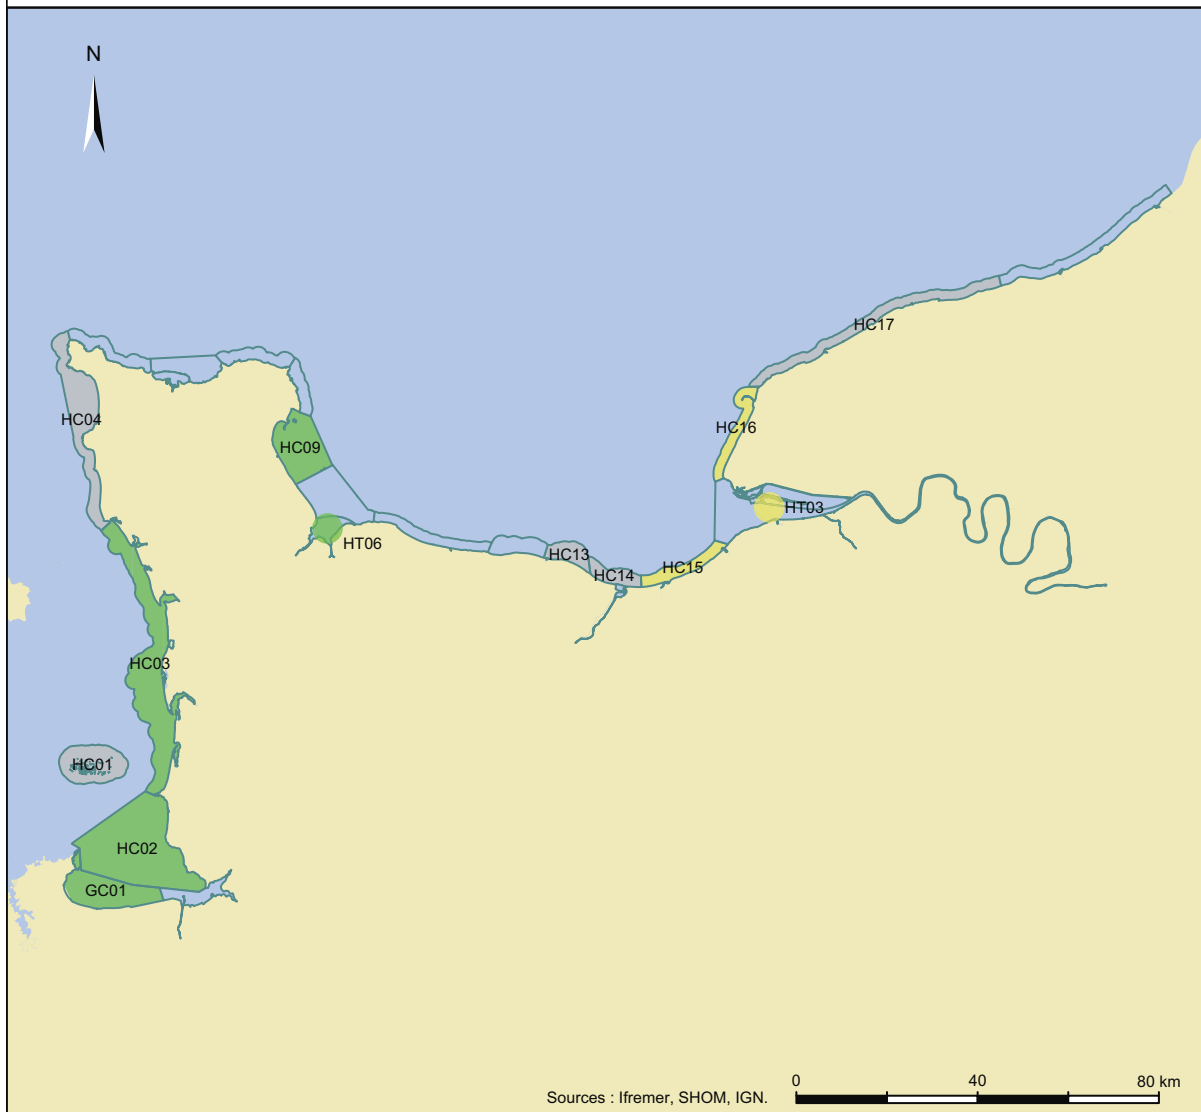 N
HC17
HC04
HC16
HC09
HT03
HT06
HC13
HC14
HC15
HC03
HC01
HC02
GC01
0 40 80 km
Sources : Ifremer, SHOM, IGN.